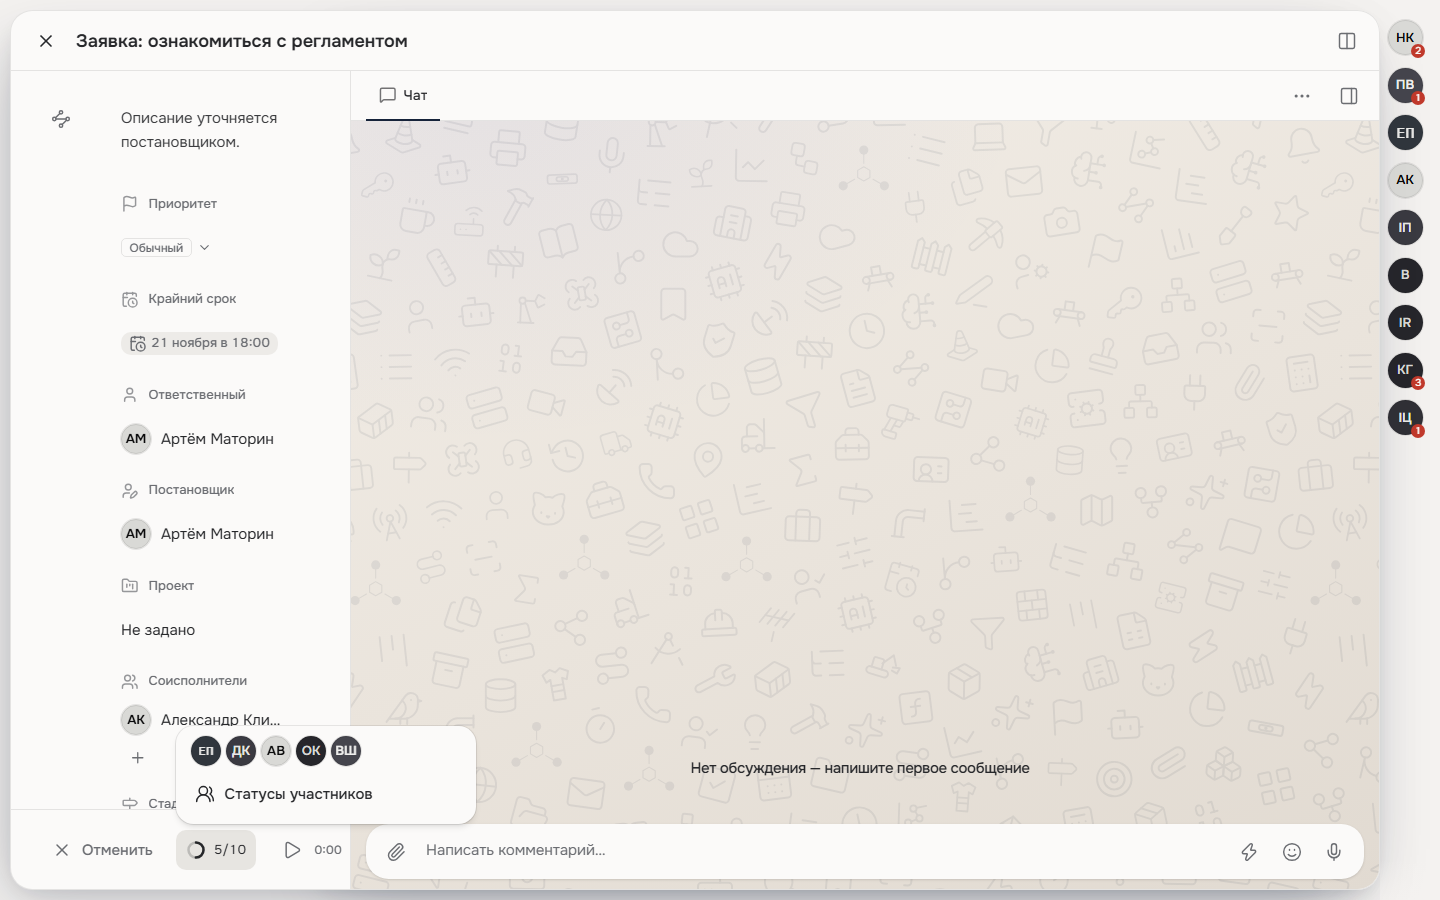 Заявка: ознакомиться с регламентом
Чат
Описание уточняется
постановщиком.
Приоритет
Обычный
Крайний срок
21 ноября в 18:00
Ответственный
АМ Артём Маторин
Постановщик
АМ Артём Маторин
Проект
Не задано
Соисполнители
АК Александр Кли...
ЕП ДК АВ ОК ВШ
Статусы участников
Стад
Отменить
5/10
0:00
Нет обсуждения — напишите первое сообщение
Написать комментарий...
НК
2
ПВ
1
ЕП
АК
ІП
В
IR
КГ
3
ІЦ
1